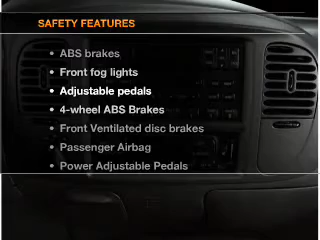 SAFETY FEATURES
• ABS brakes
• Front fog lights
• Adjustable pedals
• 4-wheel ABS Brakes
• Front Ventilated disc brakes
• Passenger Airbag
• Power Adjustable Pedals